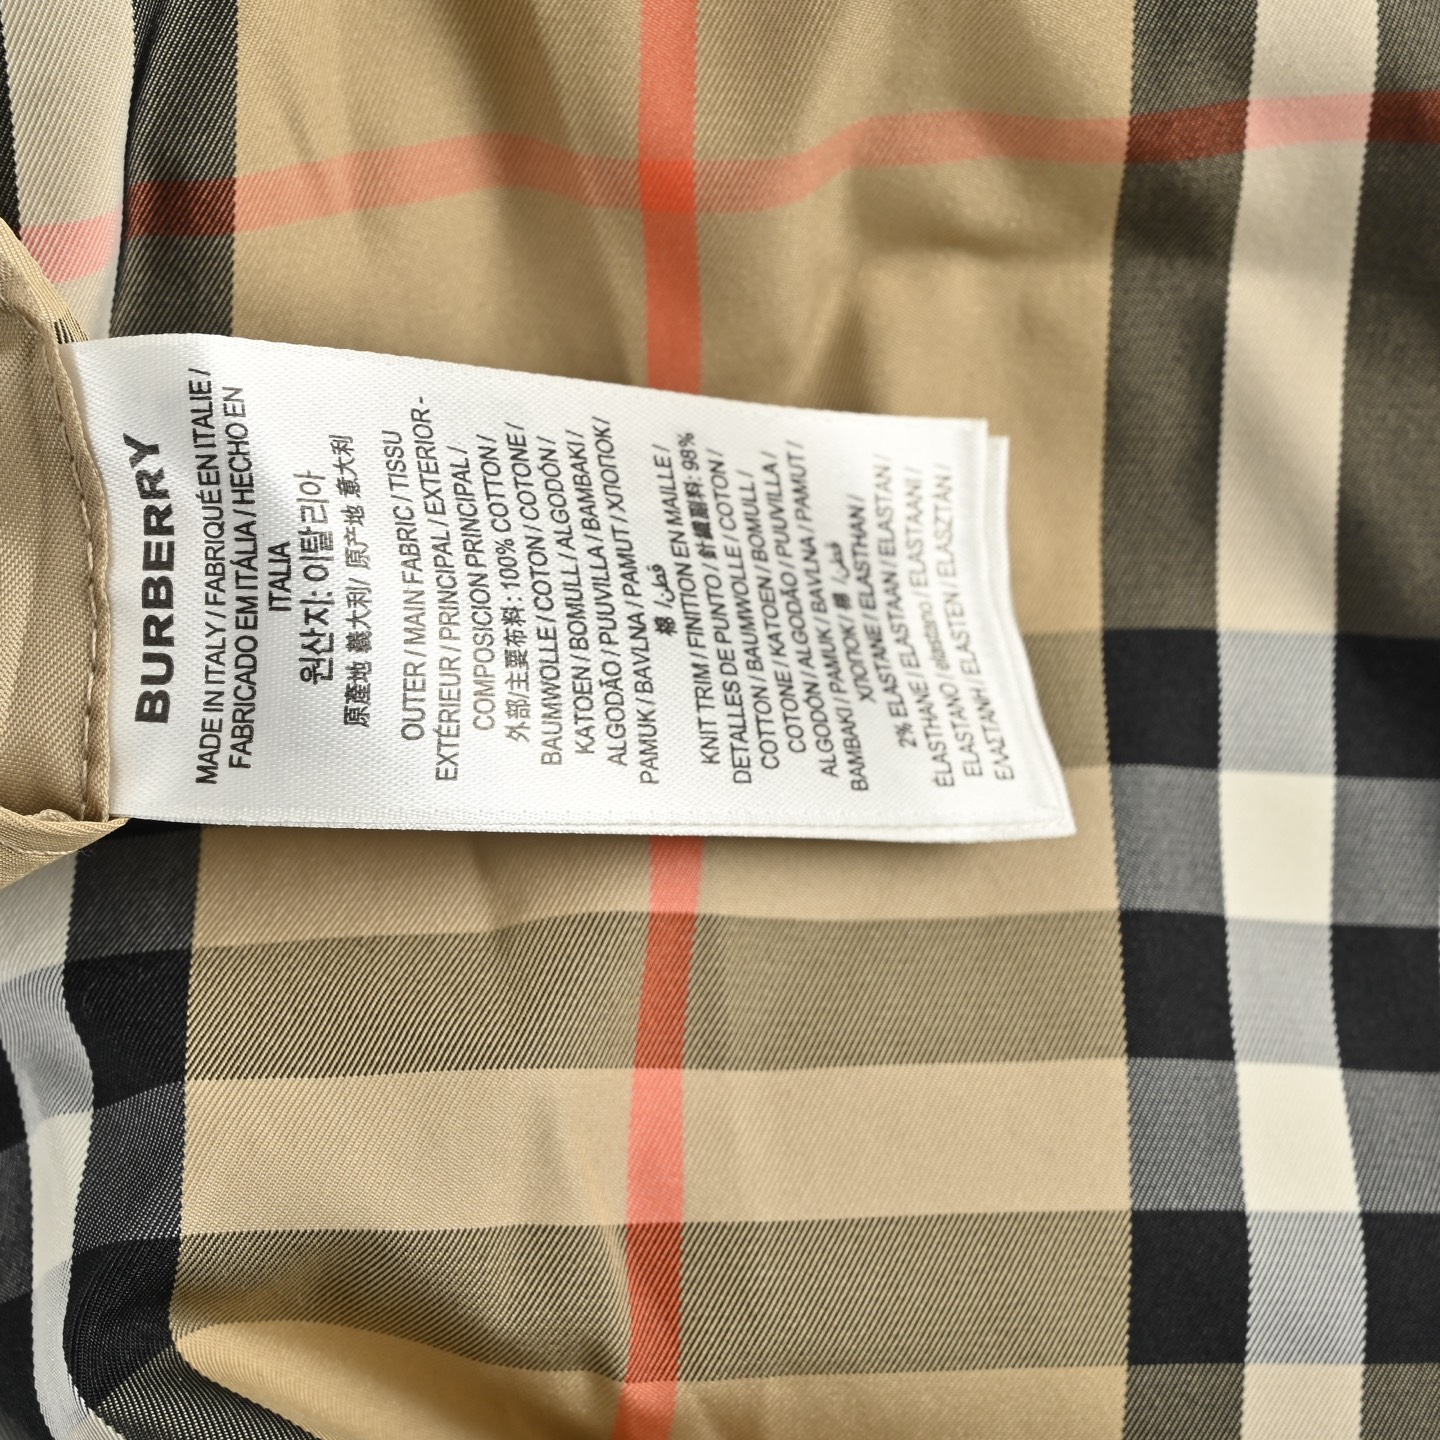 BURBERRY
MADE IN ITALY / FABRIQUÉ EN ITALIE /
FABRICADO EM ITÁLIA / HECHO EN
ITALIA
원산지: 이탈리아
原產地 義大利/ 原产地 意大利
OUTER / MAIN FABRIC / TISSU
EXTÉRIEUR / PRINCIPAL / EXTERIOR -
COMPOSICION PRINCIPAL /
外部/主要布料 : 100% COTTON /
BAUMWOLLE / COTON / COTONE /
KATOEN / BOMULL / ALGODÓN /
ALGODÃO / PUUVILLA / BAMBAKI /
PAMUK / BAVLNA / PAMUT / ХЛОПОК/
棉 /قطن
KNIT TRIM / FINITION EN MAILLE /
DETALLES DE PUNTO / 針織副料: 98%
COTTON / BAUMWOLLE / COTON /
COTONE / KATOEN / BOMULL /
ALGODÓN / ALGODÃO / PUUVILLA /
BAMBAKI / PAMUK / BAVLNA / PAMUT /
ХЛОПОК / 棉 /قطن
2% ELASTANE / ELASTHAN /
ÉLASTHANE / ELASTAAN / ELASTAN /
ELASTANO / elastano / ELASTAANI /
ΕΛΑΣΤΑΝΗ / ELASTEN / ELASZTÁN /